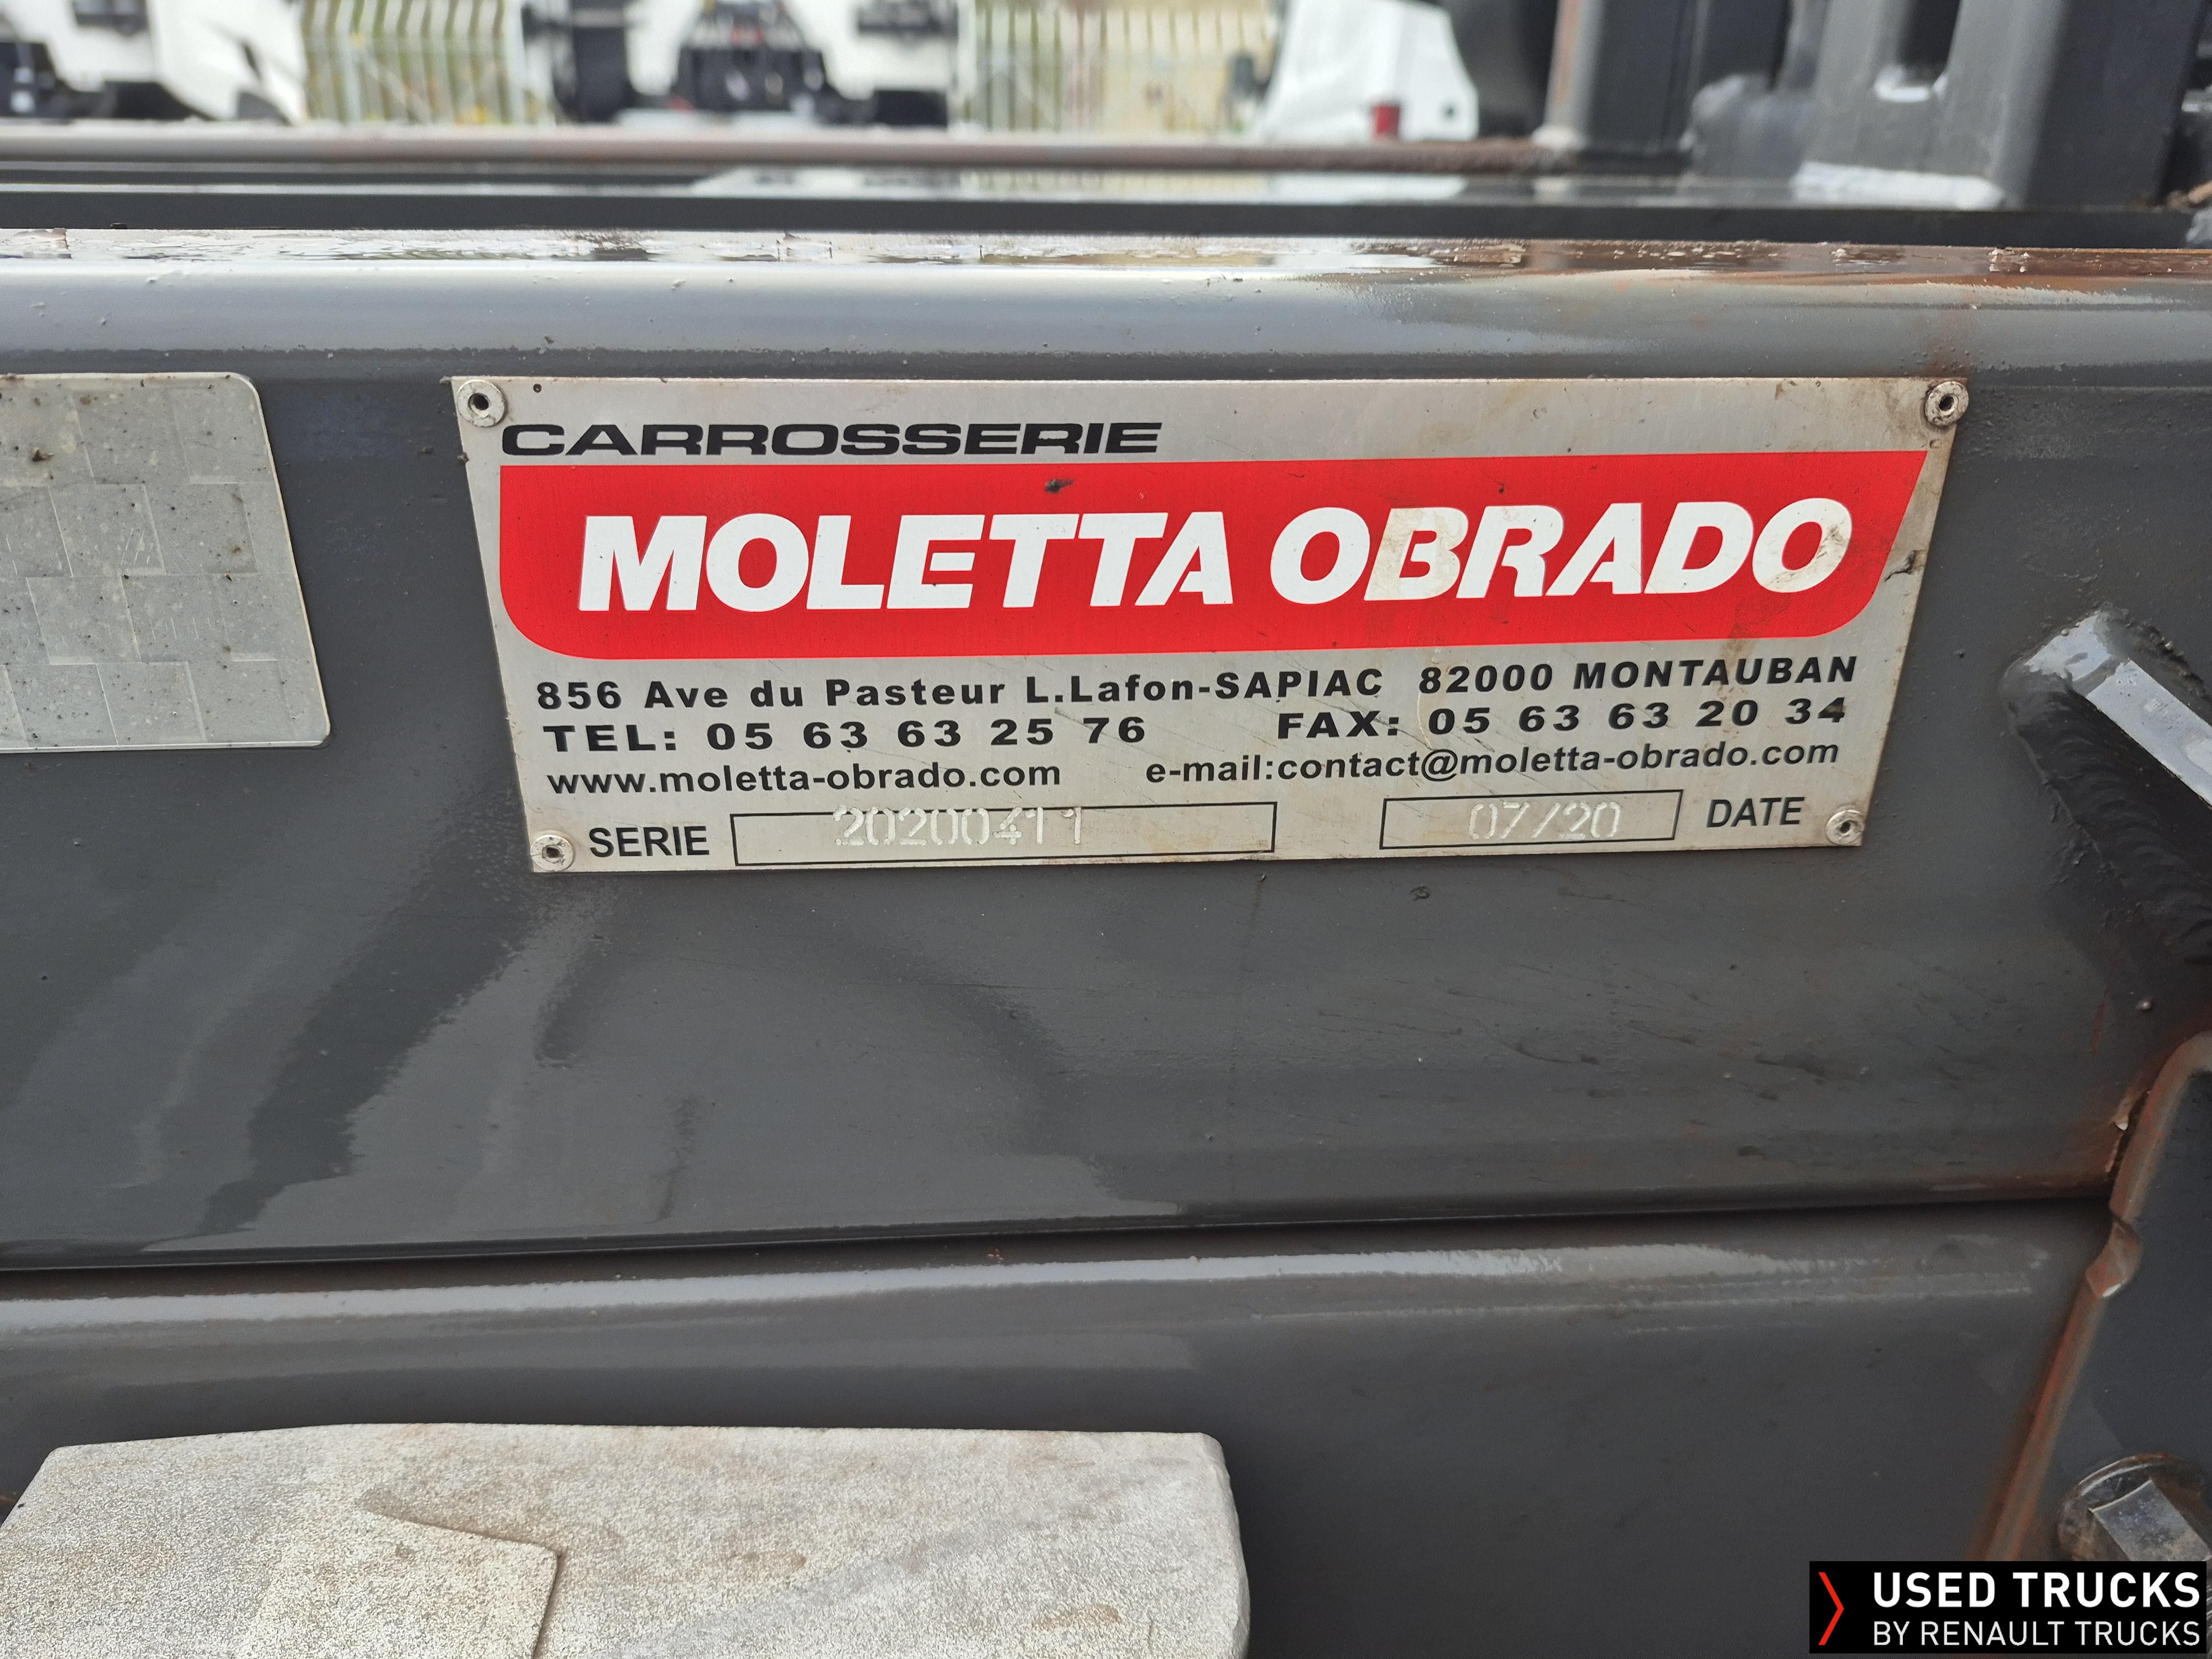 CARROSSERIE
MOLETTA OBRADO
856 Ave du Pasteur L.Lafon-SAPIAC 82000 MONTAUBAN
TEL: 05 63 63 25 76 FAX: 05 63 63 20 34
www.moletta-obrado.com e-mail:contact@moletta-obrado.com
SERIE 20200411 07/20 DATE
USED TRUCKS
BY RENAULT TRUCKS